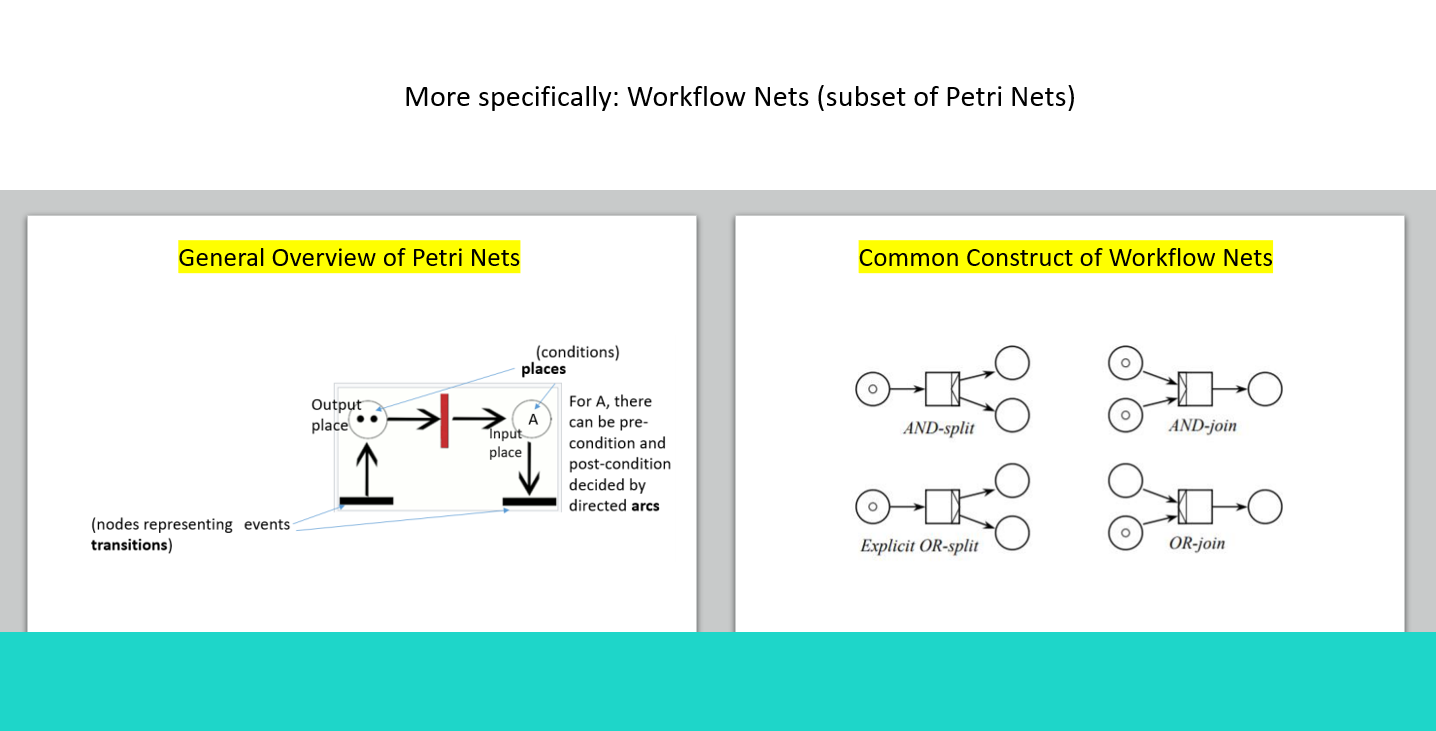 More specifically: Workflow Nets (subset of Petri Nets)
General Overview of Petri Nets
(conditions)
places
Output
place
A
Input
place
For A, there
can be pre-
condition and
post-condition
decided by
directed arcs
(nodes representing events
transitions)
Common Construct of Workflow Nets
AND-split
AND-join
Explicit OR-split
OR-join